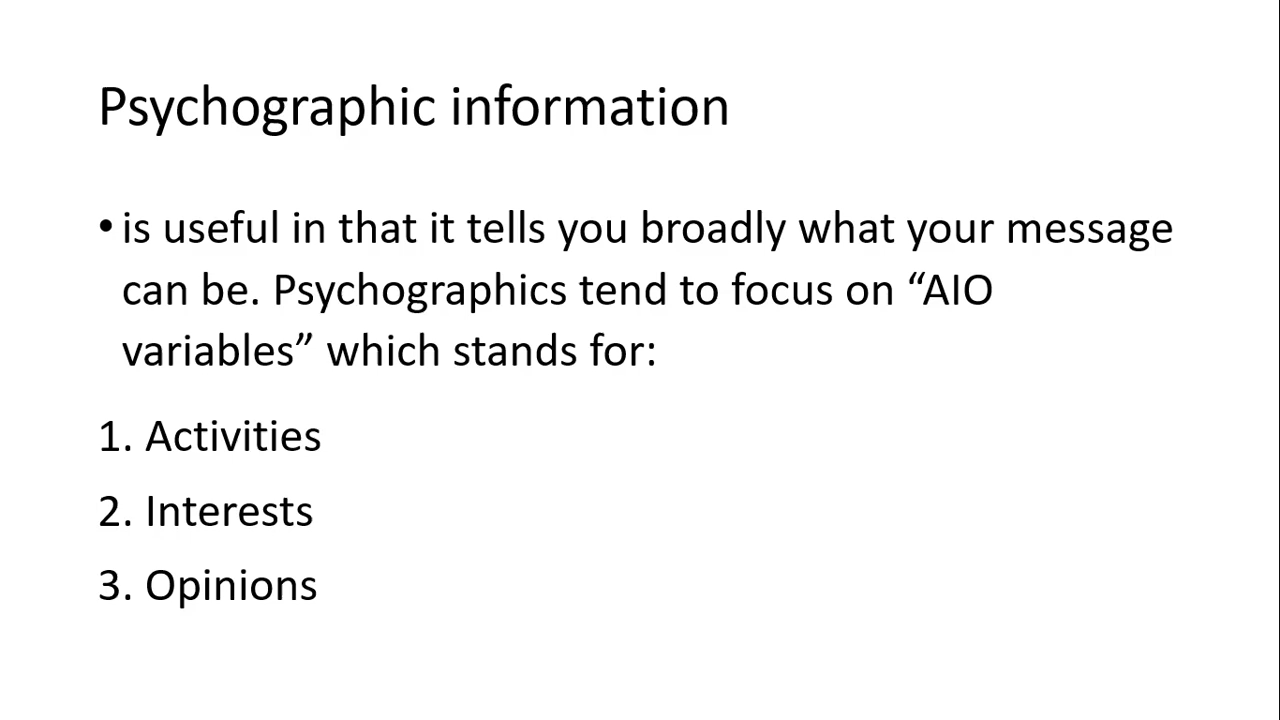 Psychographic information
• is useful in that it tells you broadly what your message
can be. Psychographics tend to focus on “AIO
variables” which stands for:
1. Activities
2. Interests
3. Opinions